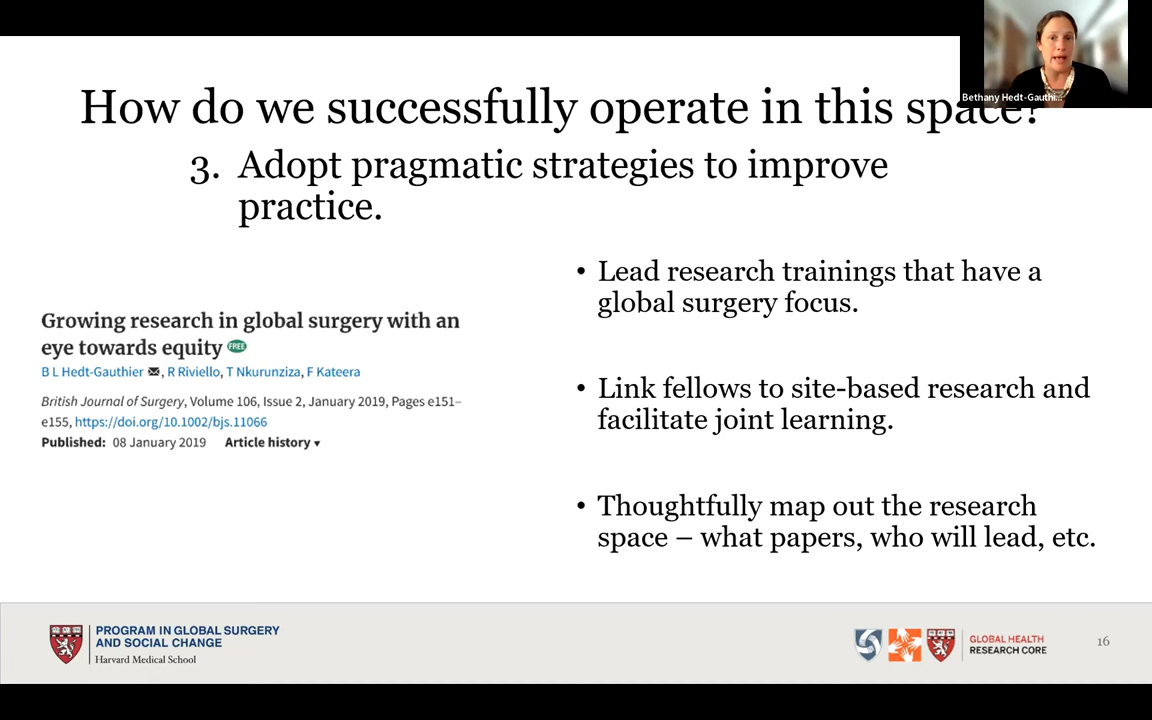 Bethany Hedt-Gauthi...
How do we successfully operate in this space?
3. Adopt pragmatic strategies to improve
practice.
Growing research in global surgery with an
eye towards equity FREE
B L Hedt-Gauthier, R Riviello, T Nkurunziza, F Kateera
British Journal of Surgery, Volume 106, Issue 2, January 2019, Pages e151–
e155, https://doi.org/10.1002/bjs.11066
Published: 08 January 2019 Article history ▾
• Lead research trainings that have a
global surgery focus.
• Link fellows to site-based research and
facilitate joint learning.
• Thoughtfully map out the research
space – what papers, who will lead, etc.
PROGRAM IN GLOBAL SURGERY
AND SOCIAL CHANGE
Harvard Medical School
GLOBAL HEALTH
RESEARCH CORE
16